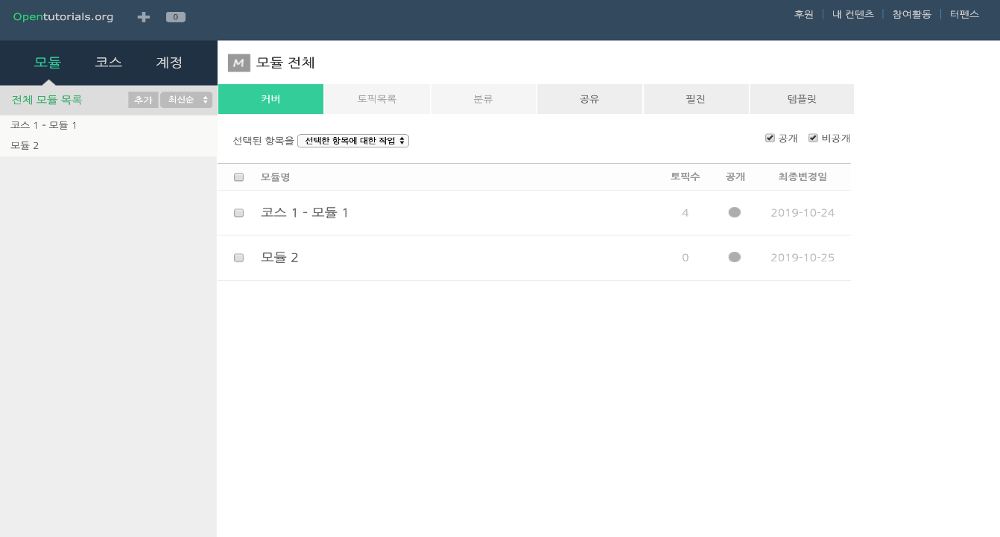 Opentutorials.org 0 후원 내 컨텐츠 참여활동 터펜스
모듈 코스 계정
M 모듈 전체
전체 모듈 목록 추가 최신순
커버 토픽목록 분류 공유 필진 템플릿
코스 1 - 모듈 1
모듈 2
선택된 항목을 선택한 항목에 대한 작업 공개 비공개
모듈명 토픽수 공개 최종변경일
코스 1 - 모듈 1 4 2019-10-24
모듈 2 0 2019-10-25